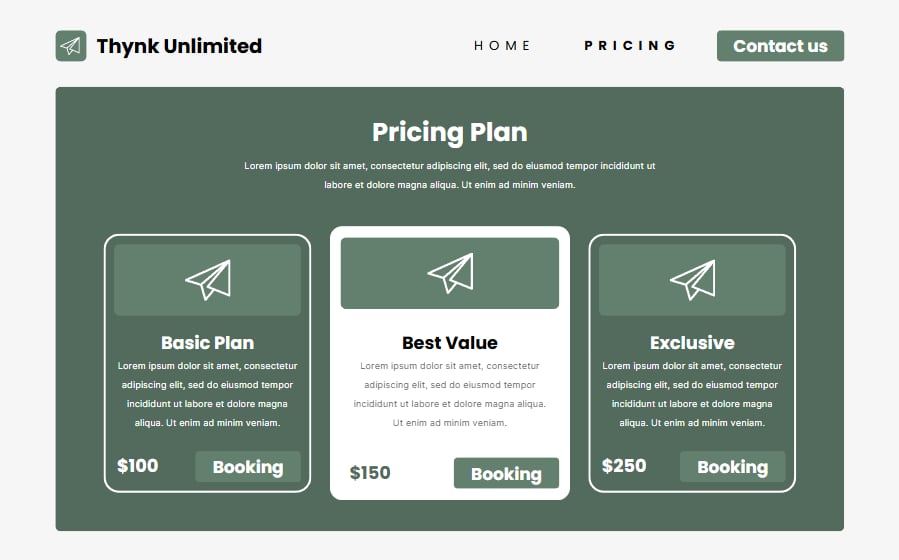 Thynk Unlimited
HOME
PRICING
Contact us
Pricing Plan
Lorem ipsum dolor sit amet, consectetur adipiscing elit, sed do eiusmod tempor incididunt ut
labore et dolore magna aliqua. Ut enim ad minim veniam.
Basic Plan
Lorem ipsum dolor sit amet, consectetur
adipiscing elit, sed do eiusmod tempor
incididunt ut labore et dolore magna
aliqua. Ut enim ad minim veniam.
$100
Booking
Best Value
Lorem ipsum dolor sit amet, consectetur
adipiscing elit, sed do eiusmod tempor
incididunt ut labore et dolore magna aliqua.
Ut enim ad minim veniam.
$150
Booking
Exclusive
Lorem ipsum dolor sit amet, consectetur
adipiscing elit, sed do eiusmod tempor
incididunt ut labore et dolore magna
aliqua. Ut enim ad minim veniam.
$250
Booking